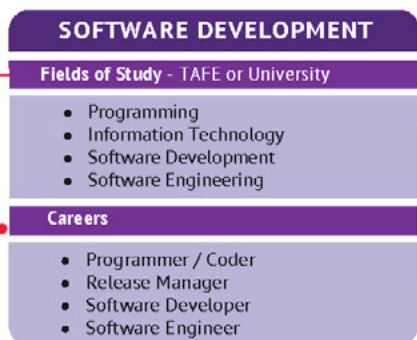 SOFTWARE DEVELOPMENT
Fields of Study - TAFE or University
• Programming
• Information Technology
• Software Development
• Software Engineering
Careers
• Programmer / Coder
• Release Manager
• Software Developer
• Software Engineer